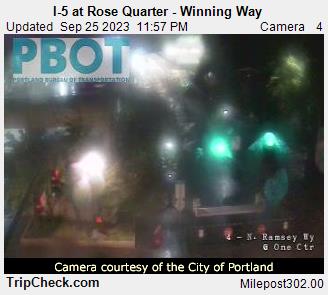 I-5 at Rose Quarter - Winning Way
Updated Sep 25 2023 11:57 PM Camera 4
PBOT
PORTLAND BUREAU OF TRANSPORTATION
4 - N. Ramsey Wy
@ One Ctr
Camera courtesy of the City of Portland
TripCheck.com Milepost302.00